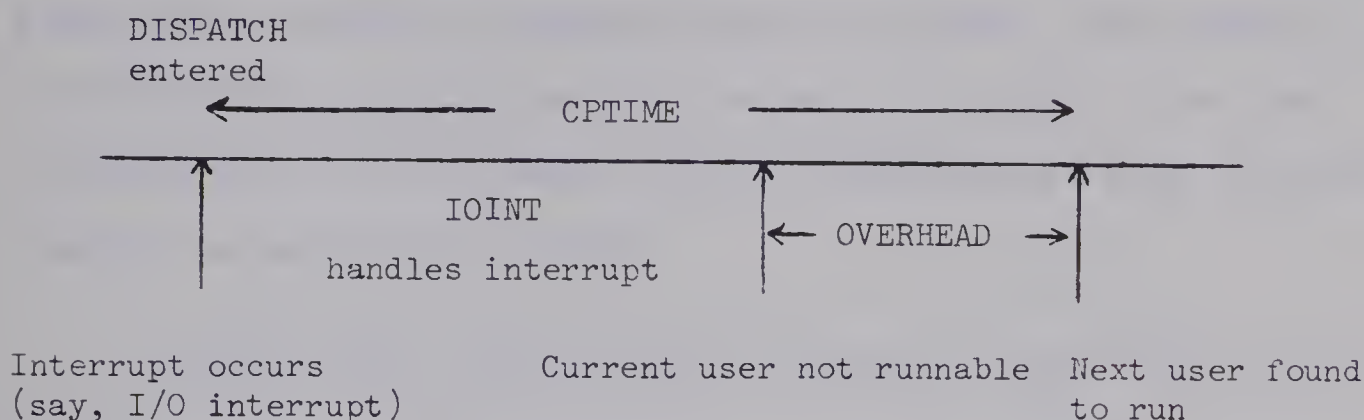 DISPATCH
entered
CPTIME
IOINT
OVERHEAD
handles interrupt
Interrupt occurs
(say, I/O interrupt)
Current user not runnable
Next user found
to run